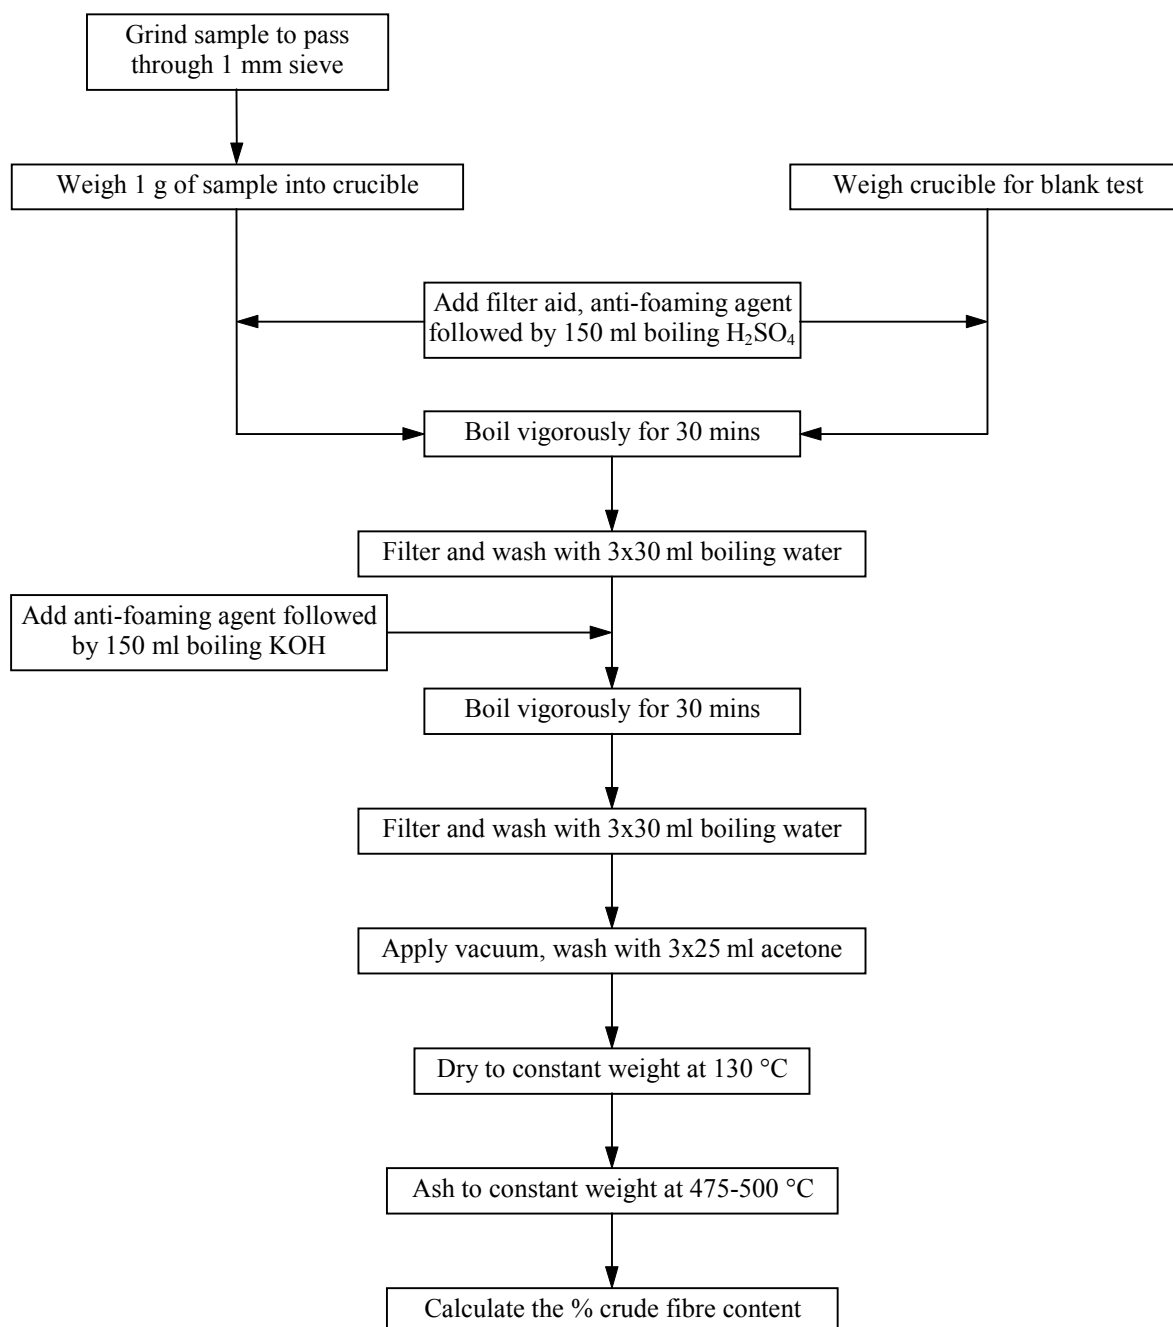 Grind sample to pass
through 1 mm sieve
Weigh 1 g of sample into crucible
Weigh crucible for blank test
Add filter aid, anti-foaming agent
followed by 150 ml boiling H₂SO₄
Boil vigorously for 30 mins
Filter and wash with 3x30 ml boiling water
Add anti-foaming agent followed
by 150 ml boiling KOH
Boil vigorously for 30 mins
Filter and wash with 3x30 ml boiling water
Apply vacuum, wash with 3x25 ml acetone
Dry to constant weight at 130 °C
Ash to constant weight at 475-500 °C
Calculate the % crude fibre content